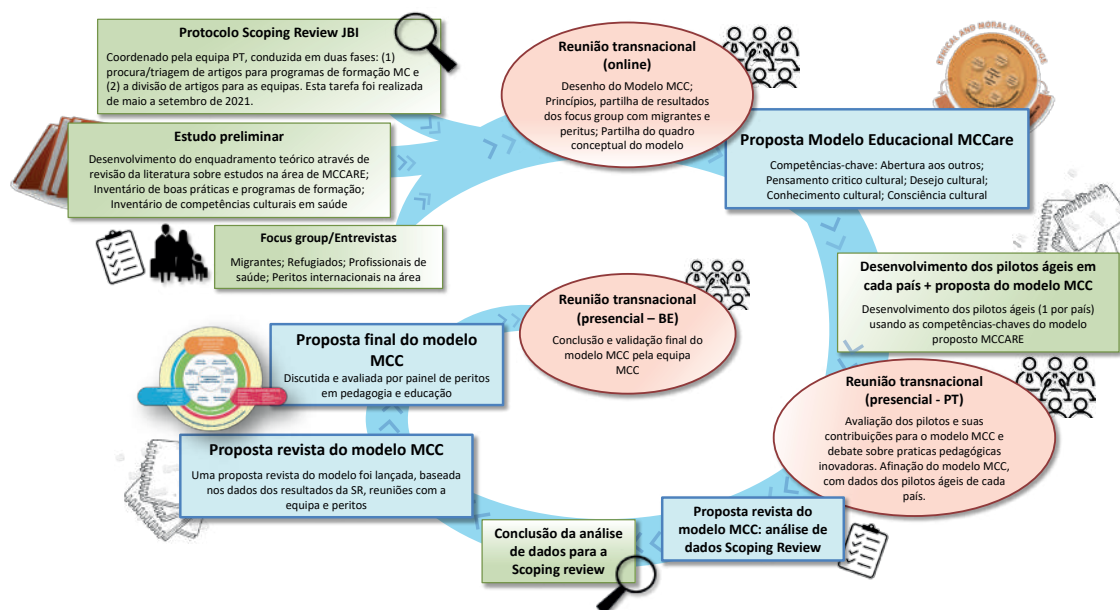 Protocolo Scoping Review JBI
Coordenado pela equipa PT, conduzida em duas fases: (1)
procura/triagem de artigos para programas de formação MC e
(2) a divisão de artigos para as equipas. Esta tarefa foi realizada
de maio a setembro de 2021.
Estudo preliminar
Desenvolvimento do enquadramento teórico através de
revisão da literatura sobre estudos na área de MCCARE;
Inventário de boas práticas e programas de formação;
Inventário de competências culturais em saúde
Focus group/Entrevistas
Migrantes; Refugiados; Profissionais de
saúde; Peritos internacionais na área
Reunião transnacional
(online)
Desenho do Modelo MCC;
Princípios, partilha de resultados
dos focus group com migrantes e
peritus; Partilha do quadro
conceptual do modelo
ETHICAL AND MORAL KNOWLEDGE
Proposta Modelo Educacional MCCare
Competências-chave: Abertura aos outros;
Pensamento critico cultural; Desejo cultural;
Conhecimento cultural; Consciência cultural
Desenvolvimento dos pilotos ágeis em
cada país + proposta do modelo MCC
Desenvolvimento dos pilotos ágeis (1 por país)
usando as competências-chaves do modelo
proposto MCCARE
Reunião transnacional
(presencial - PT)
Avaliação dos pilotos e suas
contribuições para o modelo MCC e
debate sobre praticas pedagógicas
inovadoras. Afinação do modelo MCC,
com dados dos pilotos ágeis de cada
país.
Proposta revista do
modelo MCC: análise de
dados Scoping Review
Conclusão da análise
de dados para a
Scoping review
Proposta revista do modelo MCC
Uma proposta revista do modelo foi lançada, baseada
nos dados dos resultados da SR, reuniões com a
equipa e peritos
Proposta final do modelo
MCC
Discutida e avaliada por painel de peritos
em pedagogia e educação
Reunião transnacional
(presencial – BE)
Conclusão e validação final do
modelo MCC pela equipa
MCC